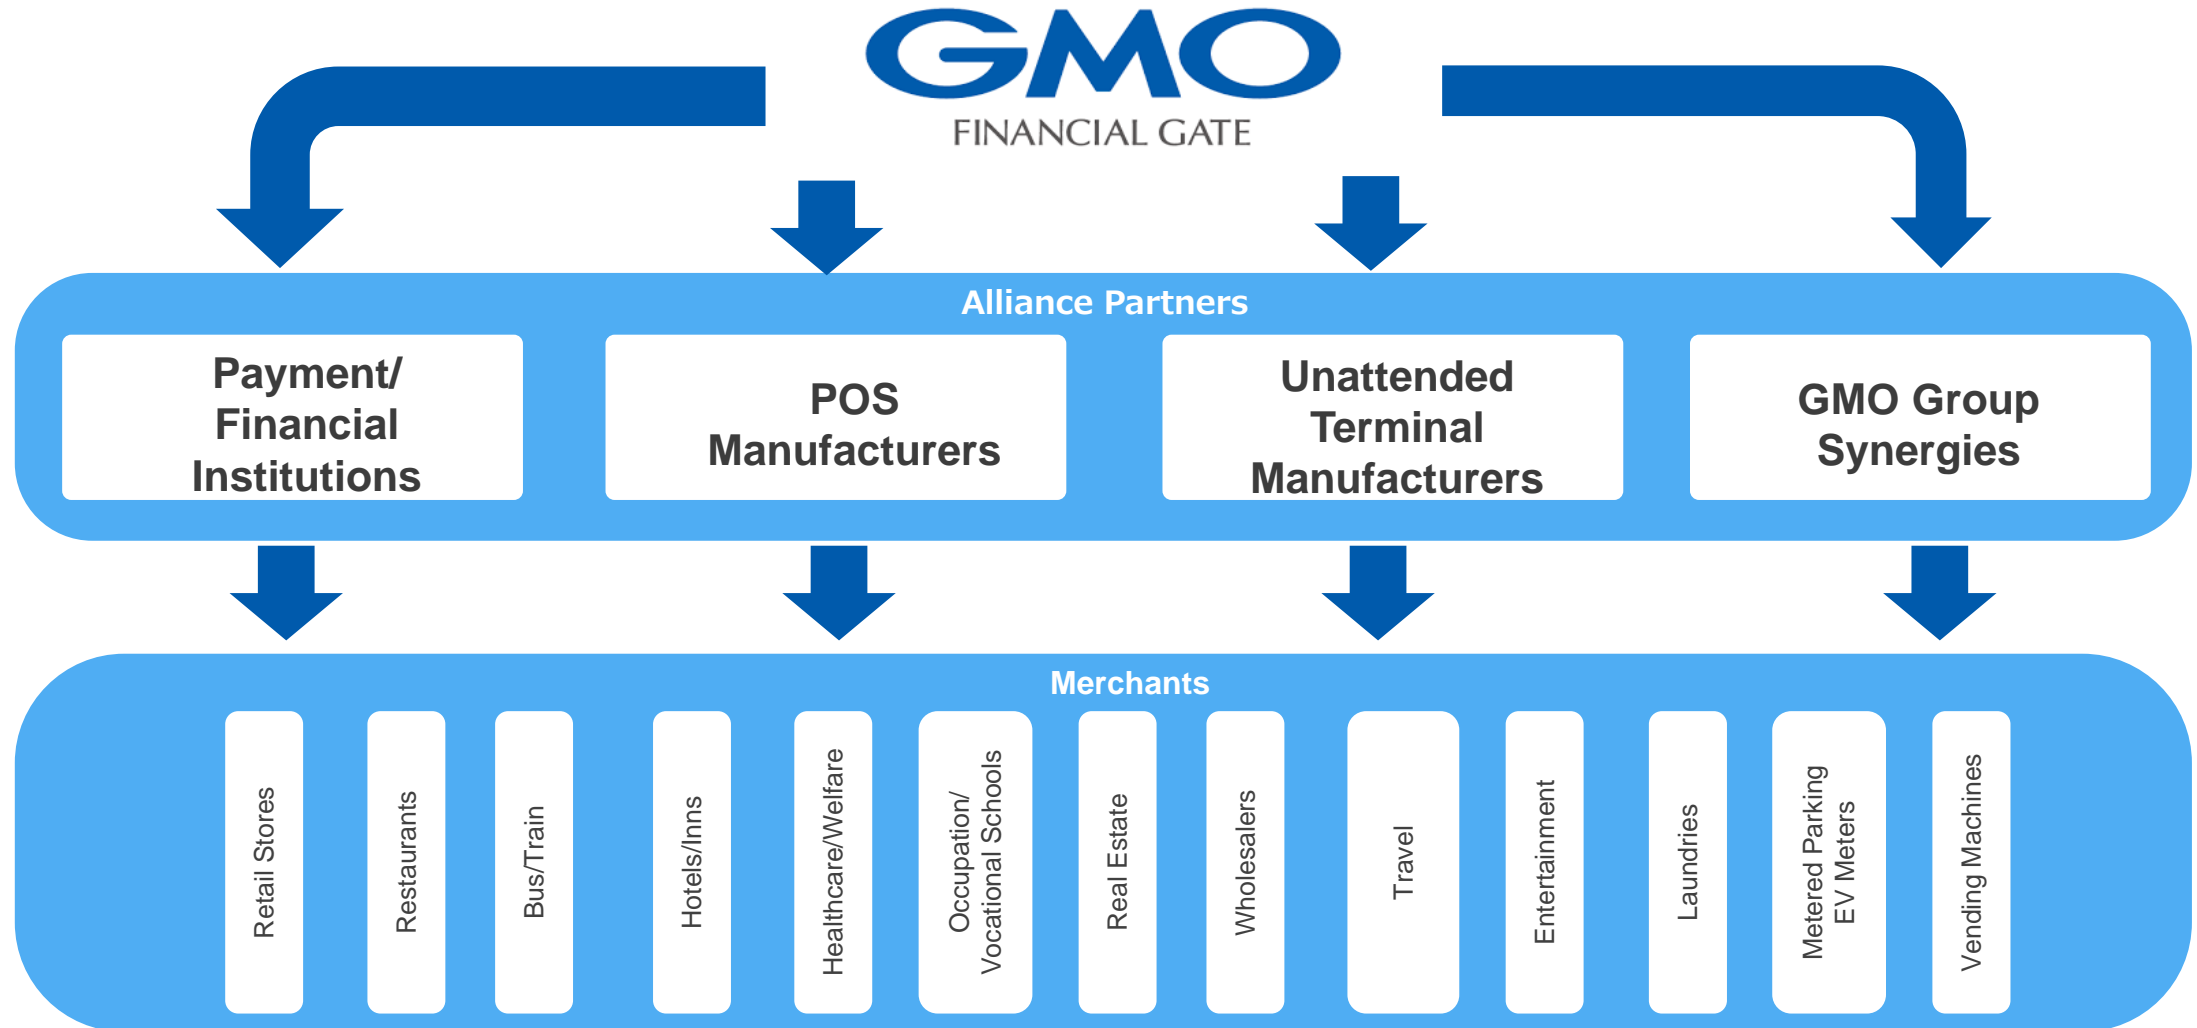 GMO
FINANCIAL GATE
Alliance Partners
Payment/
Financial
Institutions
POS
Manufacturers
Unattended
Terminal
Manufacturers
GMO Group
Synergies
Merchants
Retail Stores
Restaurants
Bus/Train
Hotels/Inns
Healthcare/Welfare
Occupation/
Vocational Schools
Real Estate
Wholesalers
Travel
Entertainment
Laundries
Metered Parking
EV Meters
Vending Machines